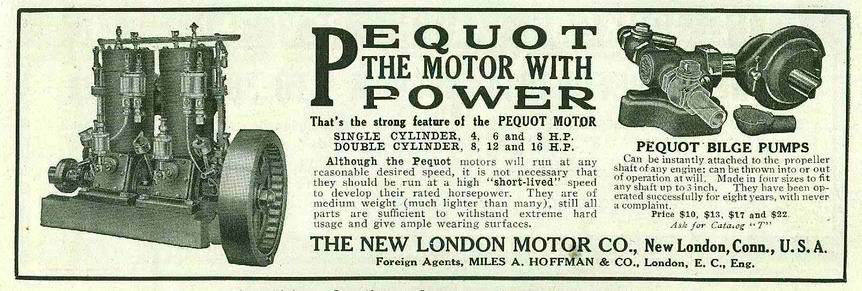 PEQUOT
THE MOTOR WITH
POWER
That's the strong feature of the PEQUOT MOTOR
SINGLE CYLINDER, 4, 6 and 8 H.P.
DOUBLE CYLINDER, 8, 12 and 16 H.P.
Although the Pequot motors will run at any
reasonable desired speed, it is not necessary that
they should be run at a high "short-lived" speed
to develop their rated horsepower. They are of
medium weight (much lighter than many), still all
parts are sufficient to withstand extreme hard
usage and give ample wearing surfaces.
PEQUOT BILGE PUMPS
Can be instantly attached to the propeller
shaft of any engine; can be thrown into or out
of operation at will. Made in four sizes to fit
any shaft up to 3 inch. They have been op-
erated successfully for eight years, with never
a complaint.
Price $10, $13, $17 and $22
Ask for Catalog "T"
THE NEW LONDON MOTOR CO., New London, Conn., U. S. A.
Foreign Agents, MILES A. HOFFMAN & CO., London, E. C., Eng.